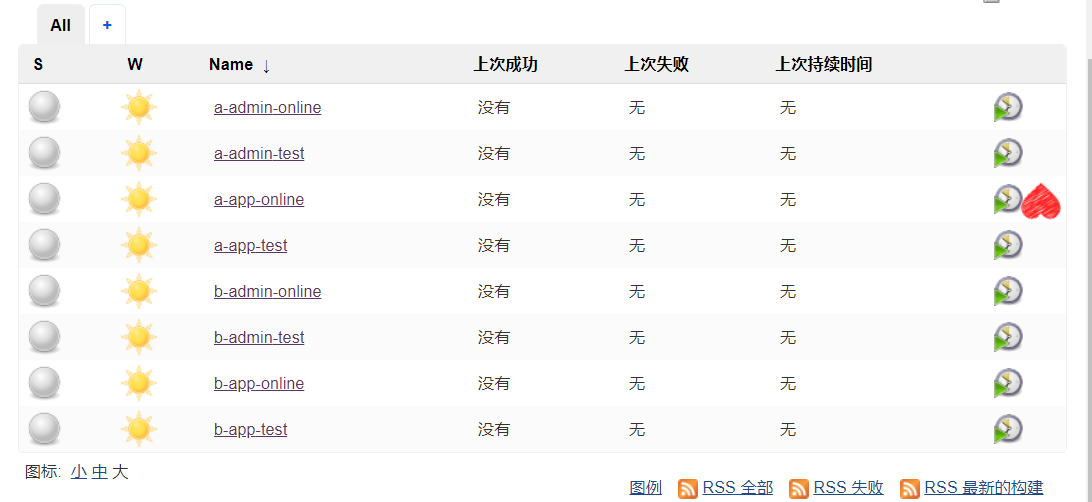 All +
S W Name ↓ 上次成功 上次失败 上次持续时间
a-admin-online 没有 无 无
a-admin-test 没有 无 无
a-app-online 没有 无 无
a-app-test 没有 无 无
b-admin-online 没有 无 无
b-admin-test 没有 无 无
b-app-online 没有 无 无
b-app-test 没有 无 无
图标: 小 中 大
图例 RSS 全部 RSS 失败 RSS 最新的构建